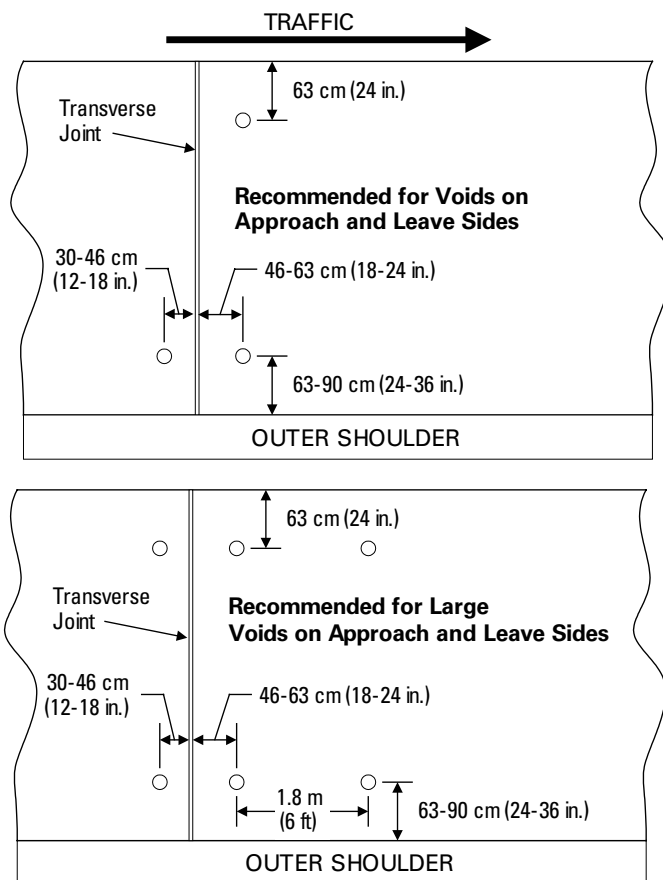 TRAFFIC
63 cm (24 in.)
Transverse
Joint
Recommended for Voids on
Approach and Leave Sides
30-46 cm
(12-18 in.)
46-63 cm (18-24 in.)
63-90 cm (24-36 in.)
OUTER SHOULDER
63 cm (24 in.)
Transverse
Joint
Recommended for Large
Voids on Approach and Leave Sides
30-46 cm
(12-18 in.)
46-63 cm (18-24 in.)
1.8 m
(6 ft)
63-90 cm (24-36 in.)
OUTER SHOULDER